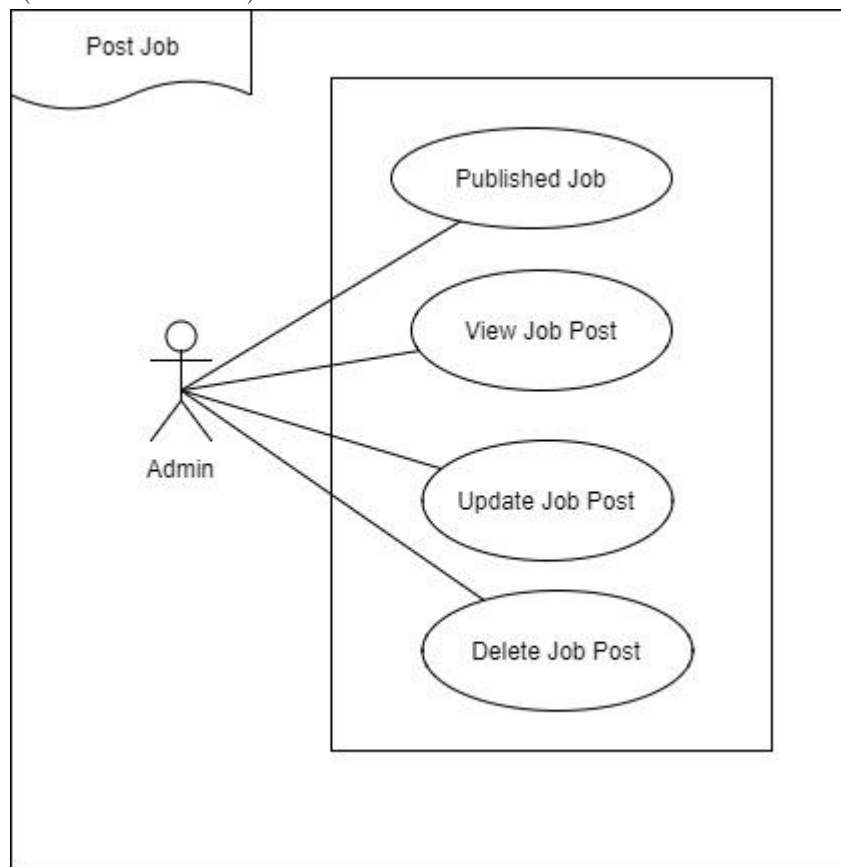 Post Job
Published Job
View Job Post
Admin
Update Job Post
Delete Job Post